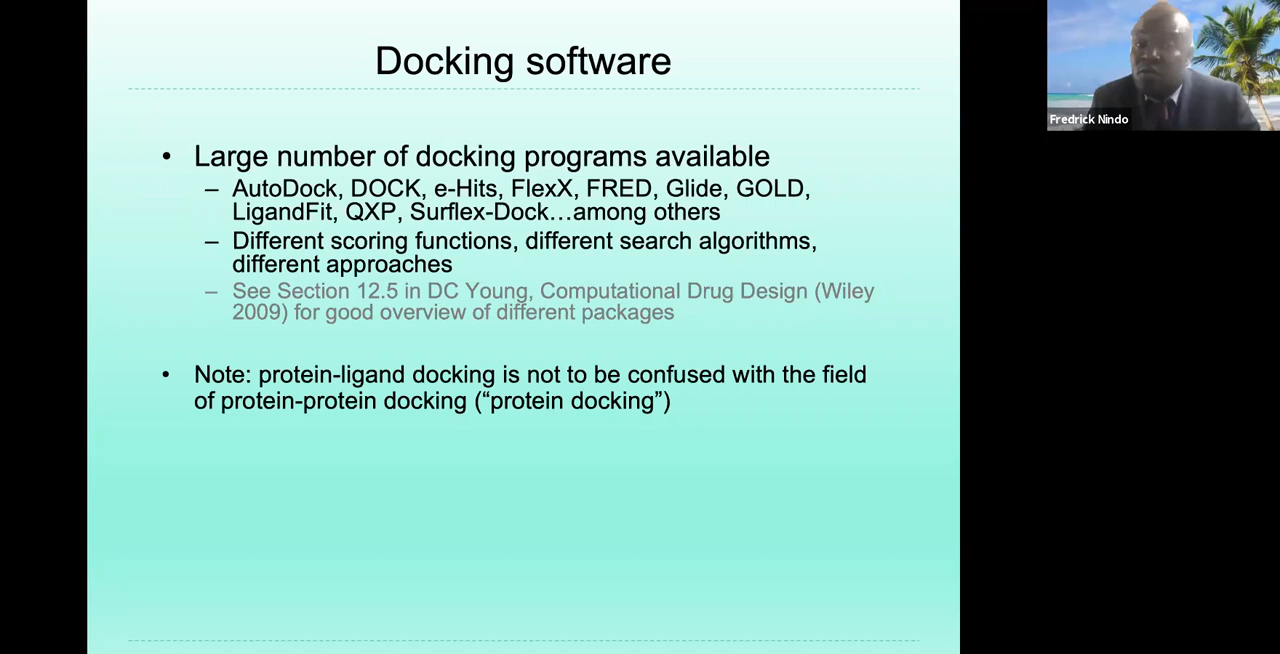 Docking software
• Large number of docking programs available
– AutoDock, DOCK, e-Hits, FlexX, FRED, Glide, GOLD,
LigandFit, QXP, Surflex-Dock…among others
– Different scoring functions, different search algorithms,
different approaches
– See Section 12.5 in DC Young, Computational Drug Design (Wiley
2009) for good overview of different packages
• Note: protein-ligand docking is not to be confused with the field
of protein-protein docking (“protein docking”)
Fredrick Nindo